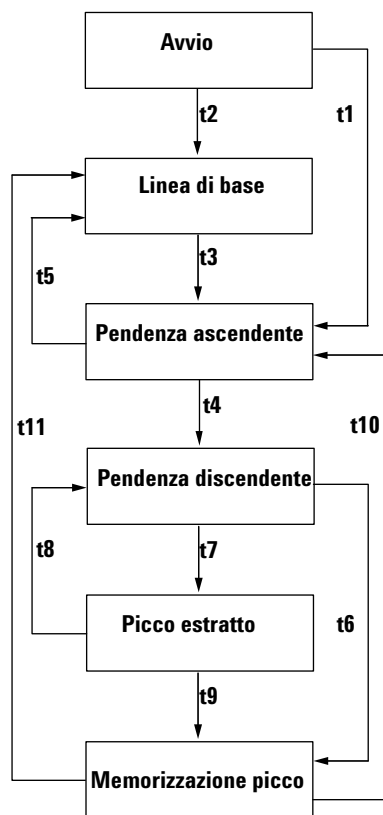 Avvio
t1
t2
Linea di base
t3
t5
Pendenza ascendente
t4
t11
t10
Pendenza discendente
t8
t7
Picco estratto
t6
t9
Memorizzazione picco